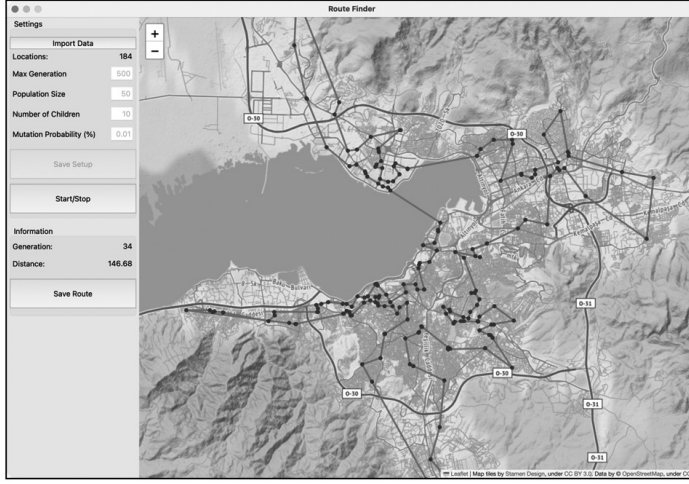 Route Finder
Settings
Import Data
Locations: 184
Max Generation 500
Population Size 50
Number of Children 10
Mutation Probability (%) 0.01
Save Setup
Start/Stop
Information
Generation: 34
Distance: 146.68
Save Route
+
−
O-30
O-30
O-31
O-30
O-30
O-31
O-31
Leaflet | Map tiles by Stamen Design, under CC BY 3.0. Data by © OpenStreetMap, under CC